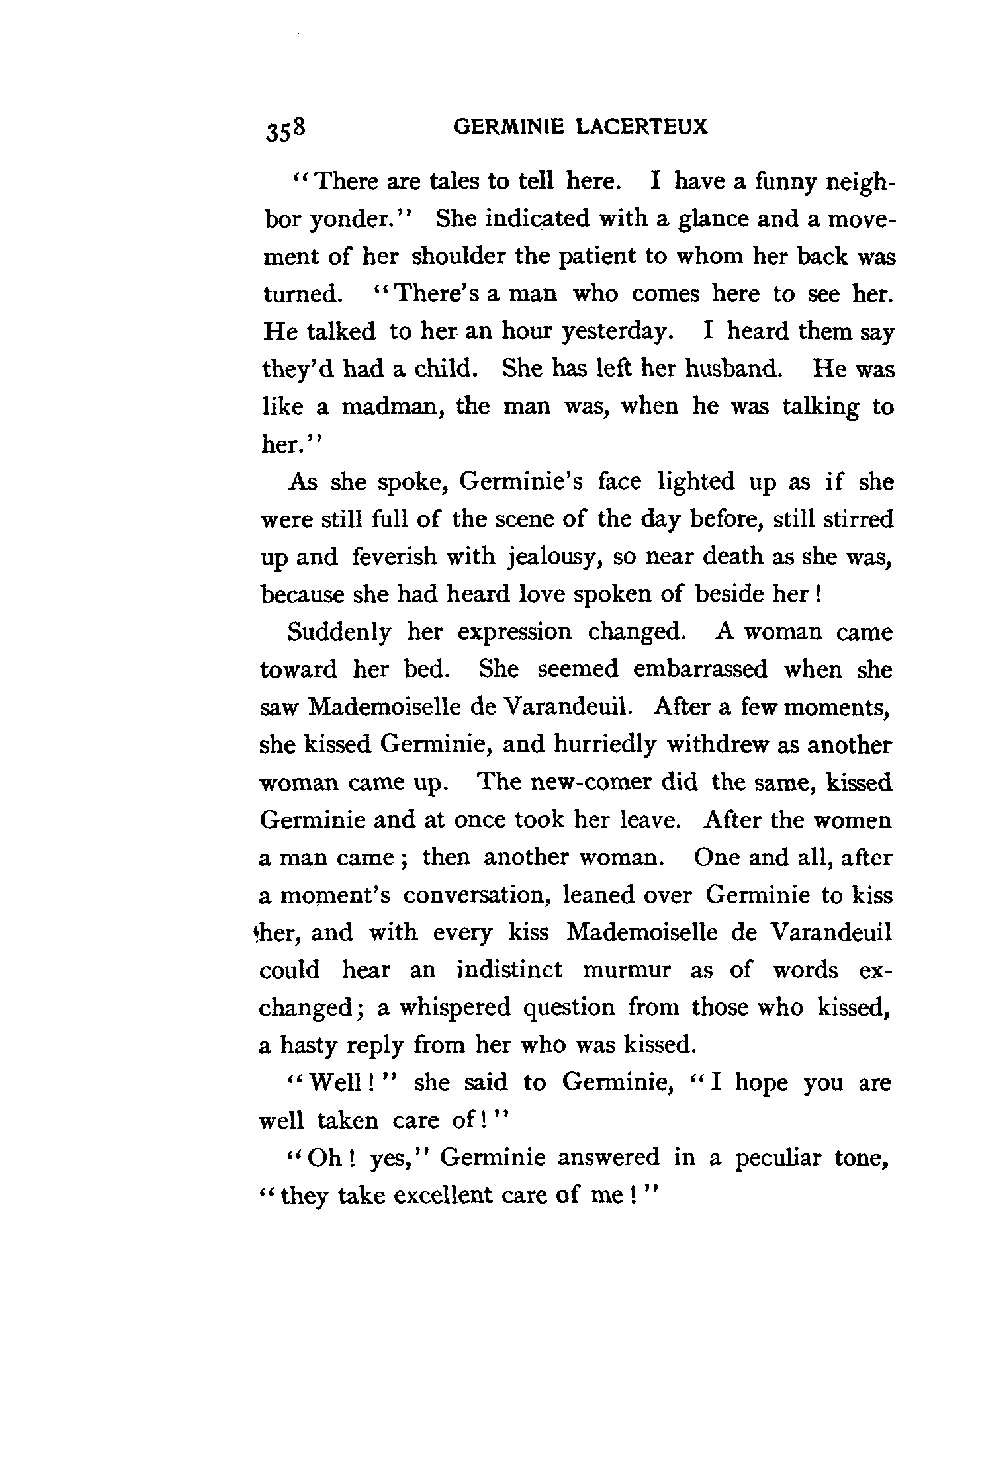 358 GERMINIE LACERTEUX
"There are tales to tell here. I have a funny neigh-
bor yonder." She indicated with a glance and a move-
ment of her shoulder the patient to whom her back was
turned. "There's a man who comes here to see her.
He talked to her an hour yesterday. I heard them say
they'd had a child. She has left her husband. He was
like a madman, the man was, when he was talking to
her."
As she spoke, Germinie's face lighted up as if she
were still full of the scene of the day before, still stirred
up and feverish with jealousy, so near death as she was,
because she had heard love spoken of beside her!
Suddenly her expression changed. A woman came
toward her bed. She seemed embarrassed when she
saw Mademoiselle de Varandeuil. After a few moments,
she kissed Germinie, and hurriedly withdrew as another
woman came up. The new-comer did the same, kissed
Germinie and at once took her leave. After the women
a man came; then another woman. One and all, after
a moment's conversation, leaned over Germinie to kiss
her, and with every kiss Mademoiselle de Varandeuil
could hear an indistinct murmur as of words ex-
changed; a whispered question from those who kissed,
a hasty reply from her who was kissed.
"Well!" she said to Germinie, "I hope you are
well taken care of!"
"Oh! yes," Germinie answered in a peculiar tone,
"they take excellent care of me!"